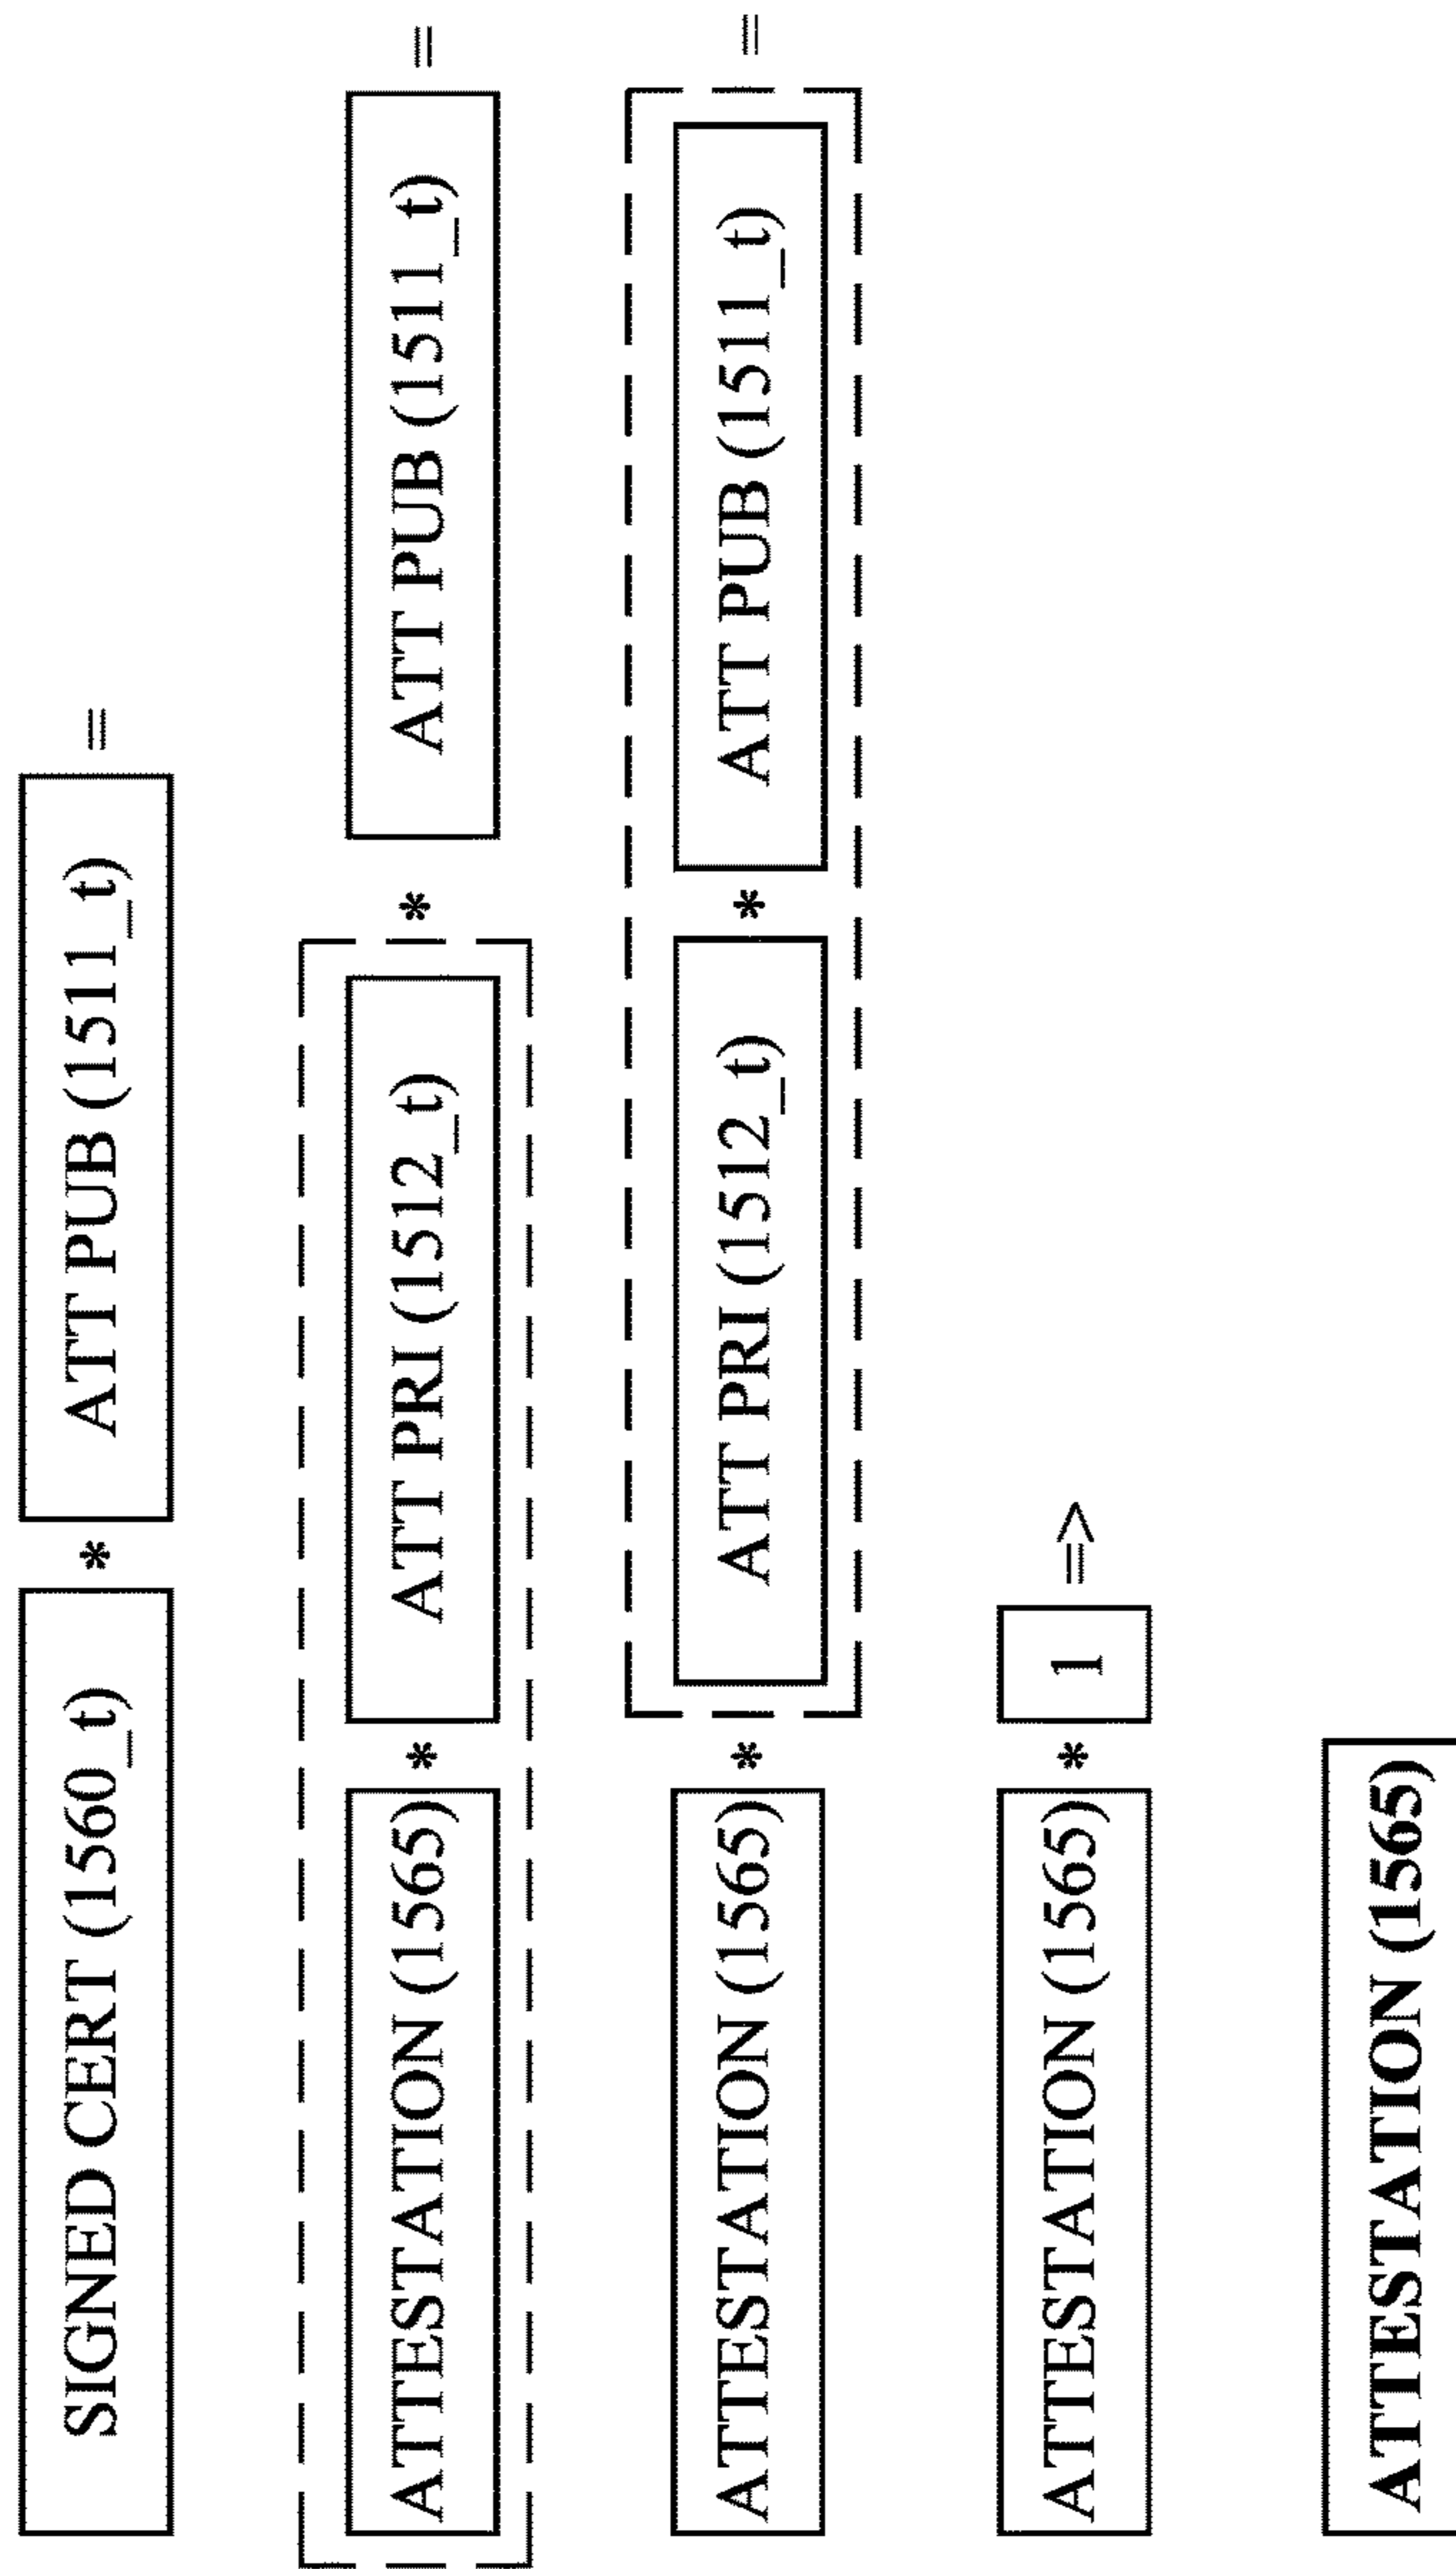 SIGNED CERT (1560_t) * ATT PUB (1511_t) =
ATTESTATION (1565) * ATT PRI (1512_t) * ATT PUB (1511_t) =
ATTESTATION (1565) * ATT PRI (1512_t) * ATT PUB (1511_t) =
ATTESTATION (1565) * 1 =>
ATTESTATION (1565)